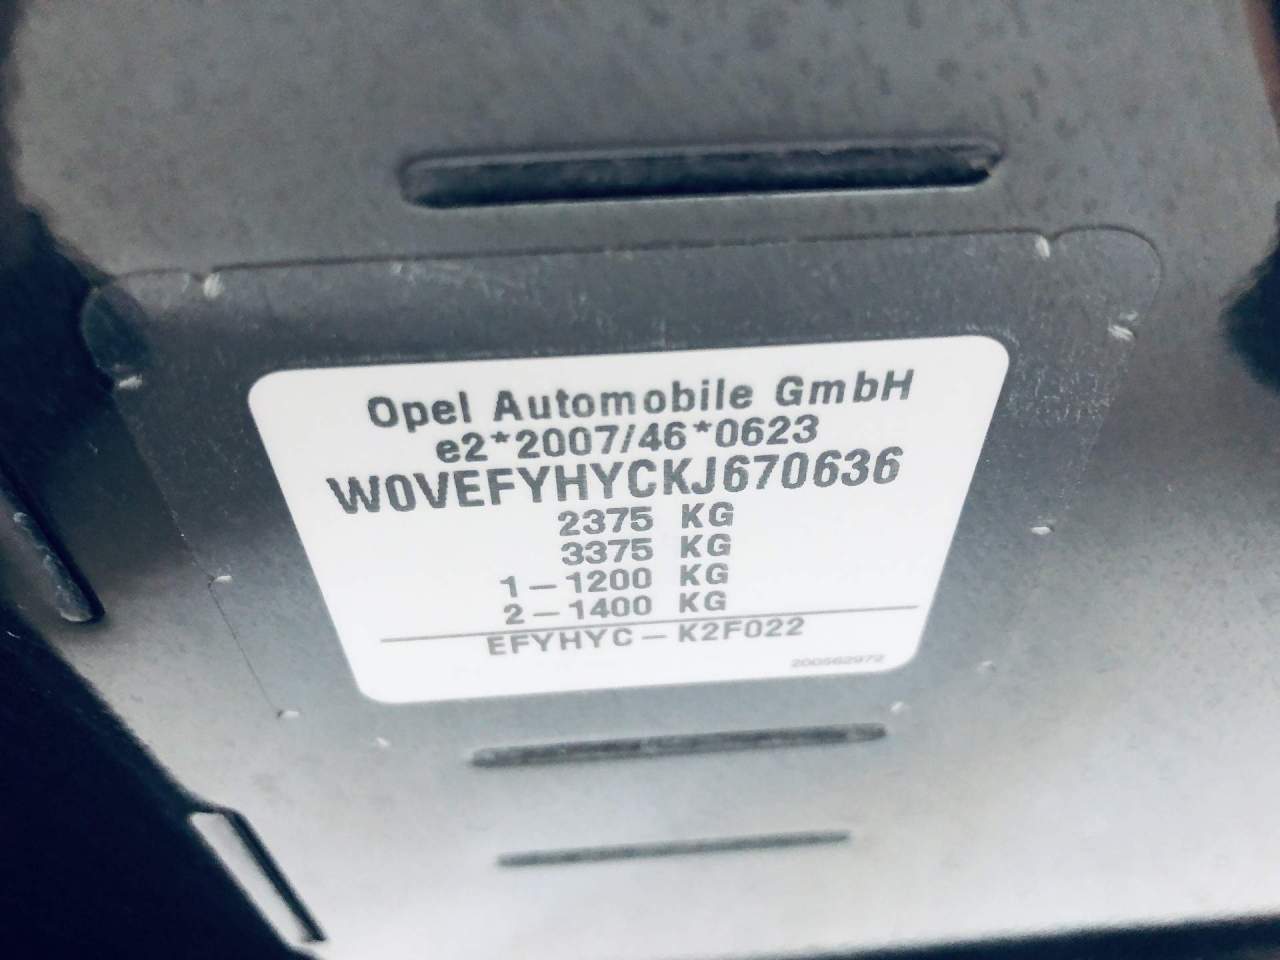 Opel Automobile GmbH
e2*2007/46*0623
W0VEFYHYCKJ670636
2375 KG
3375 KG
1-1200 KG
2-1400 KG
EFYHYC-K2F022
200562972